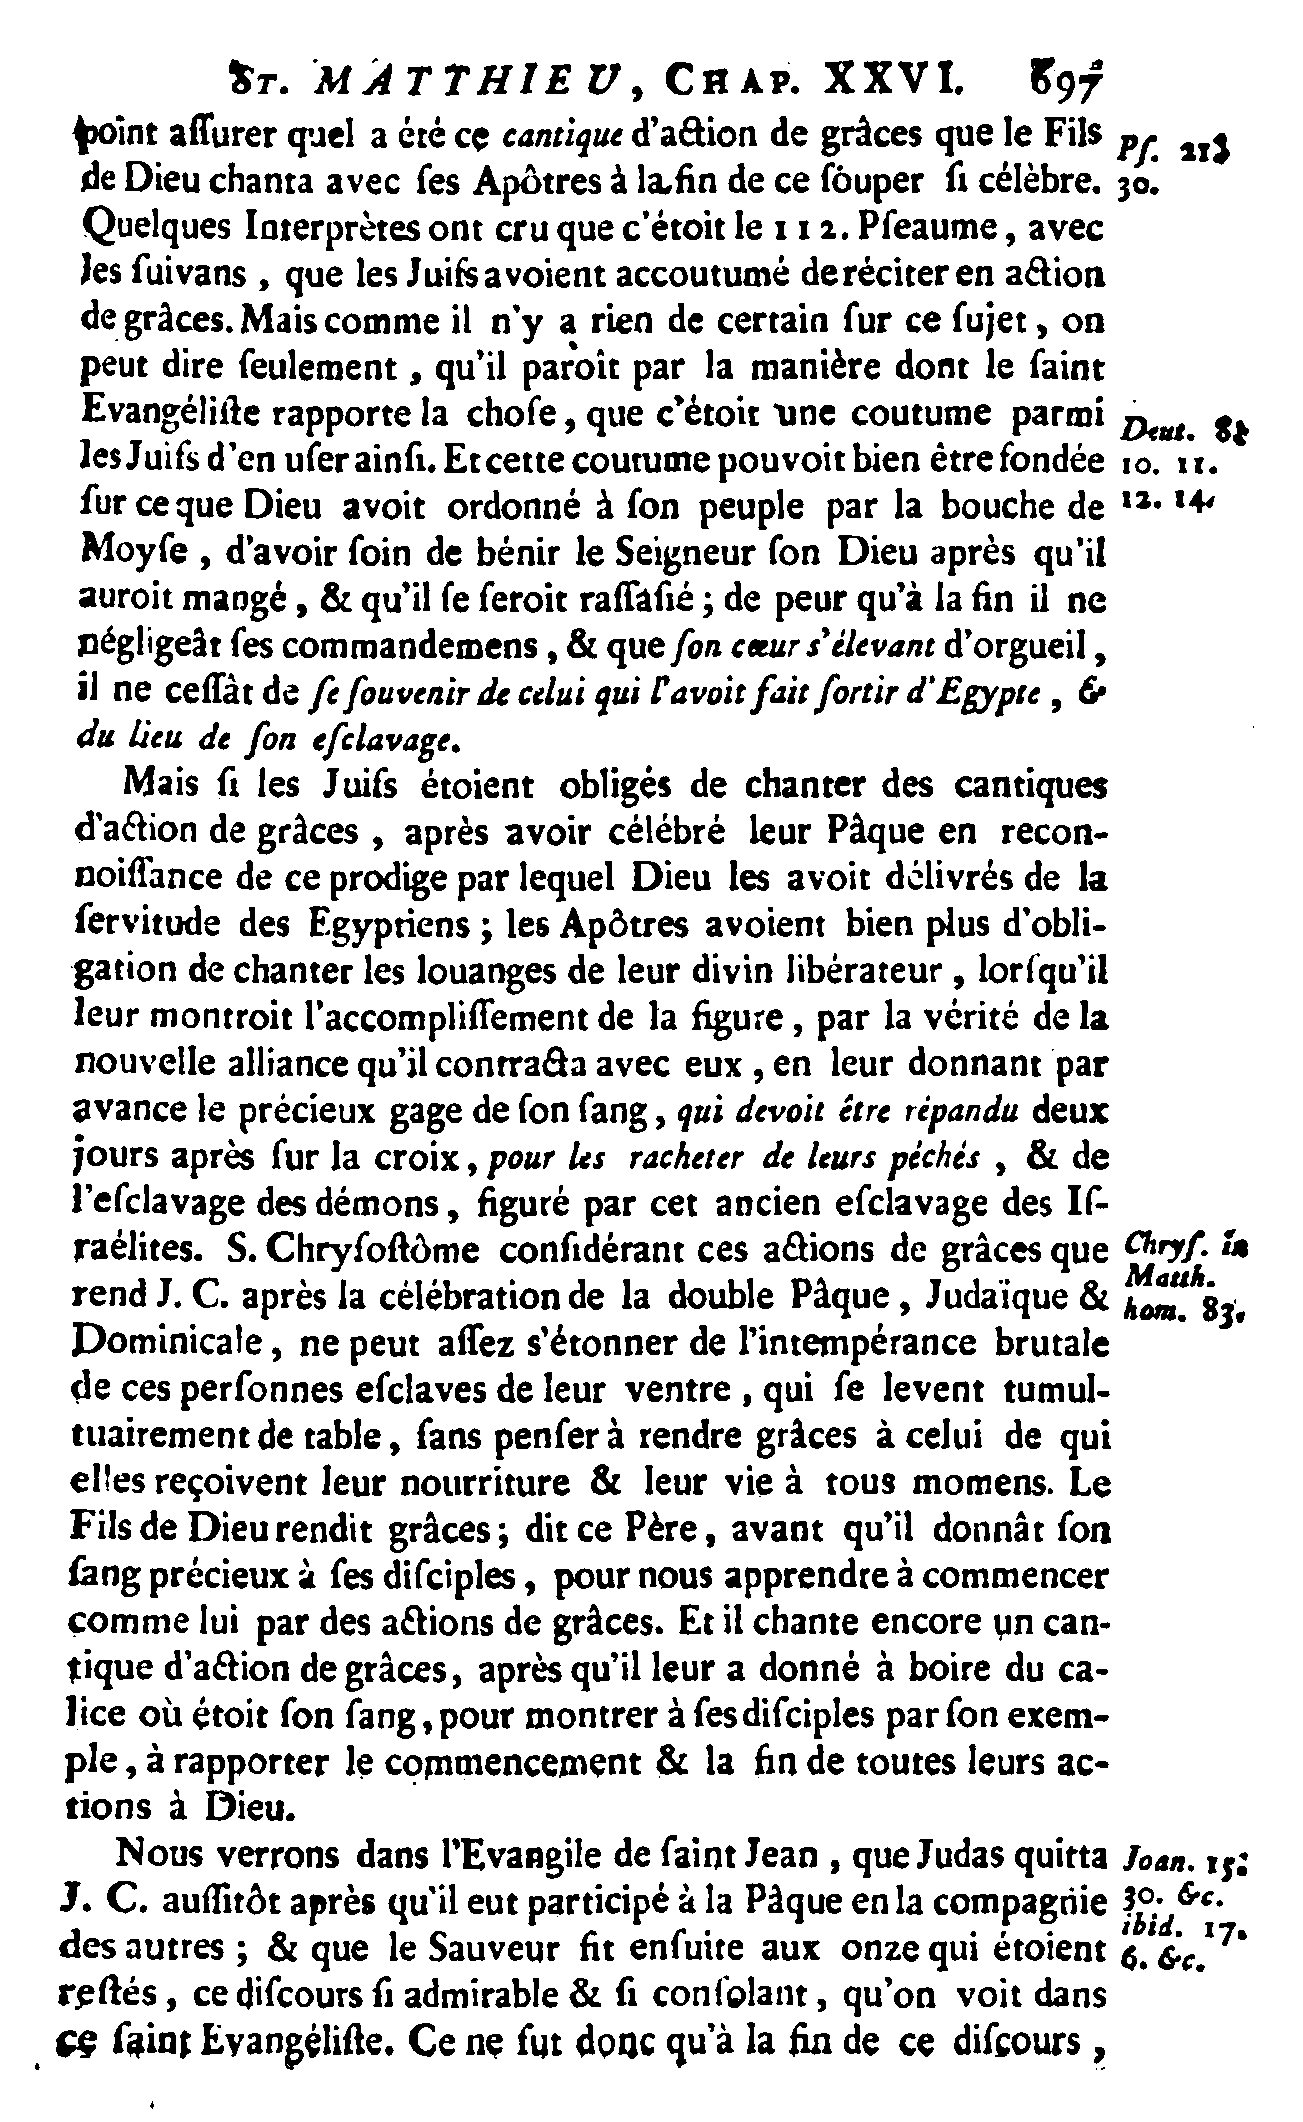 ST. MATTHIEU, CHAP. XXVI. 697
point aſſurer quel a été ce cantique d'action de grâces que le Fils
Pſ. 21.
de Dieu chanta avec ſes Apôtres à la fin de ce ſouper ſi célèbre.
30.
Quelques Interprètes ont cru que c'étoit le 112. Pſeaume, avec
les ſuivans, que les Juifs avoient accoutumé de réciter en action
de grâces. Mais comme il n'y a rien de certain ſur ce ſujet, on
peut dire ſeulement, qu'il paroît par la manière dont le ſaint
Evangéliſte rapporte la choſe, que c'étoit une coutume parmi
Deut. 8.
les Juifs d'en uſer ainſi. Et cette coutume pouvoit bien être fondée
10. 11.
ſur ce que Dieu avoit ordonné à ſon peuple par la bouche de
12. 14.
Moyſe, d'avoir ſoin de bénir le Seigneur ſon Dieu après qu'il
auroit mangé, & qu'il ſe ſeroit raſſaſié; de peur qu'à la fin il ne
négligeât ſes commandemens, & que ſon cœur s'élevant d'orgueil,
il ne ceſſât de ſe ſouvenir de celui qui l'avoit fait ſortir d'Egypte, &
du lieu de ſon eſclavage.
Mais ſi les Juifs étoient obligés de chanter des cantiques
d'action de grâces, après avoir célébré leur Pâque en recon-
noiſſance de ce prodige par lequel Dieu les avoit délivrés de la
ſervitude des Egyptiens; les Apôtres avoient bien plus d'obli-
gation de chanter les louanges de leur divin libérateur, lorſqu'il
leur montroit l'accompliſſement de la figure, par la vérité de la
nouvelle alliance qu'il contracta avec eux, en leur donnant par
avance le précieux gage de ſon ſang, qui devoit être répandu deux
jours après ſur la croix, pour les racheter de leurs péchés, & de
l'eſclavage des démons, figuré par cet ancien eſclavage des Iſ-
raélites. S. Chryſoſtôme conſidérant ces actions de grâces que
Chryſ. in
Matth.
rend J. C. après la célébration de la double Pâque, Judaïque &
hom. 83.
Dominicale, ne peut aſſez s'étonner de l'intempérance brutale
de ces perſonnes eſclaves de leur ventre, qui ſe levent tumul-
tuairement de table, ſans penſer à rendre grâces à celui de qui
elles reçoivent leur nourriture & leur vie à tous momens. Le
Fils de Dieu rendit grâces; dit ce Père, avant qu'il donnât ſon
ſang précieux à ſes diſciples, pour nous apprendre à commencer
comme lui par des actions de grâces. Et il chante encore un can-
tique d'action de grâces, après qu'il leur a donné à boire du ca-
lice où étoit ſon ſang, pour montrer à ſes diſciples par ſon exem-
ple, à rapporter le commencement & la fin de toutes leurs ac-
tions à Dieu.
Nous verrons dans l'Evangile de ſaint Jean, que Judas quitta
Joan. 15.
J. C. auſſitôt après qu'il eut participé à la Pâque en la compagnie
30. &c.
des autres; & que le Sauveur fit enſuite aux onze qui étoient
ibid. 17.
6. &c.
reſtés, ce diſcours ſi admirable & ſi conſolant, qu'on voit dans
ce ſaint Evangéliſte. Ce ne fut donc qu'à la fin de ce diſcours,